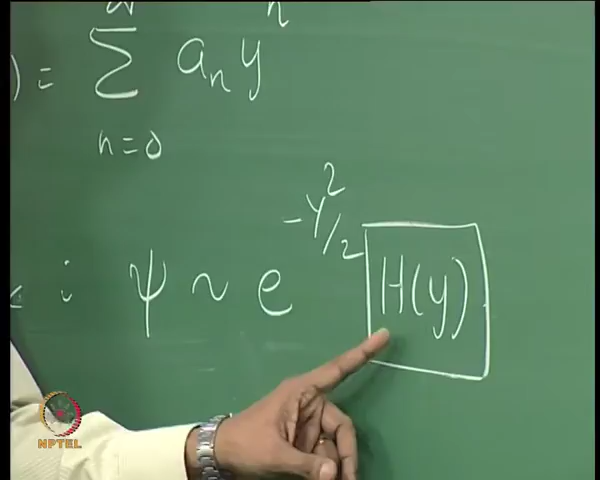 ) = ∑ aₙ yⁿ
n=0
ψ ~ e^{-y²/2} H(y)
NPTEL